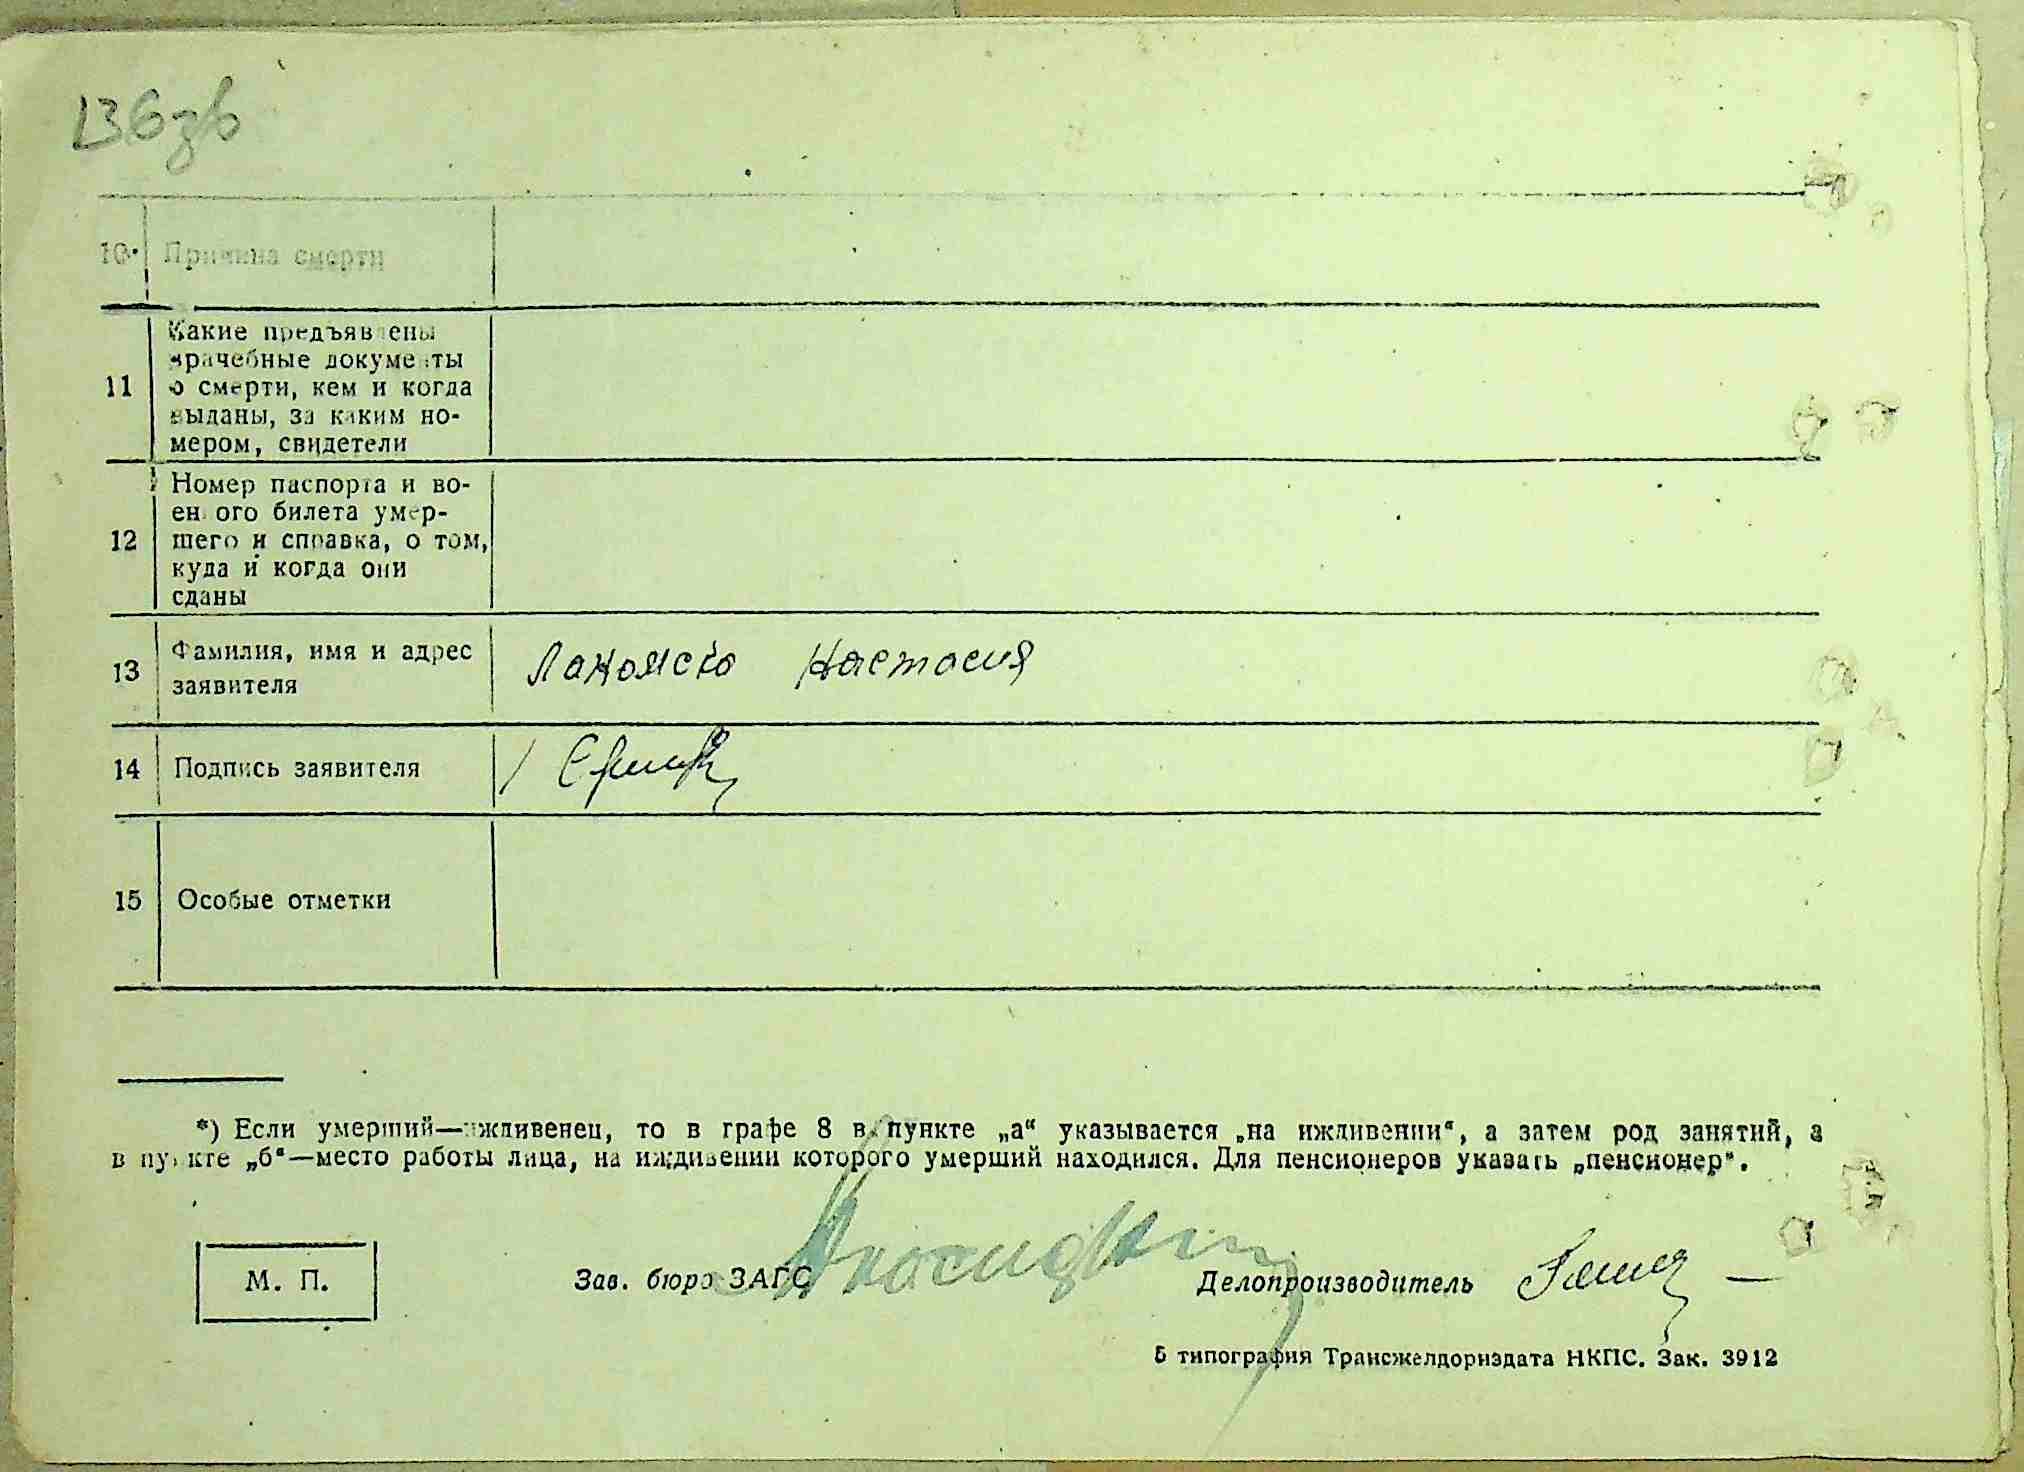 136зв
10. Причина смерти
11 Какие предъявлены
врачебные документы
о смерти, кем и когда
выданы, за каким но-
мером, свидетели
12 Номер паспорта и во-
енного билета умер-
шего и справка, о том,
куда и когда они
сданы
13 Фамилия, имя и адрес
заявителя
Настасия
14 Подпись заявителя
15 Особые отметки
*) Если умерший—иждивенец, то в графе 8 в пункте „а“ указывается „на иждивении“, а затем род занятий, а
в пункте „б“—место работы лица, на иждивении которого умерший находился. Для пенсионеров указать „пенсионер“.
М. П.
Зав. бюро ЗАГС
Делопроизводитель
5 типография Трансжелдориздата НКПС. Зак. 3912